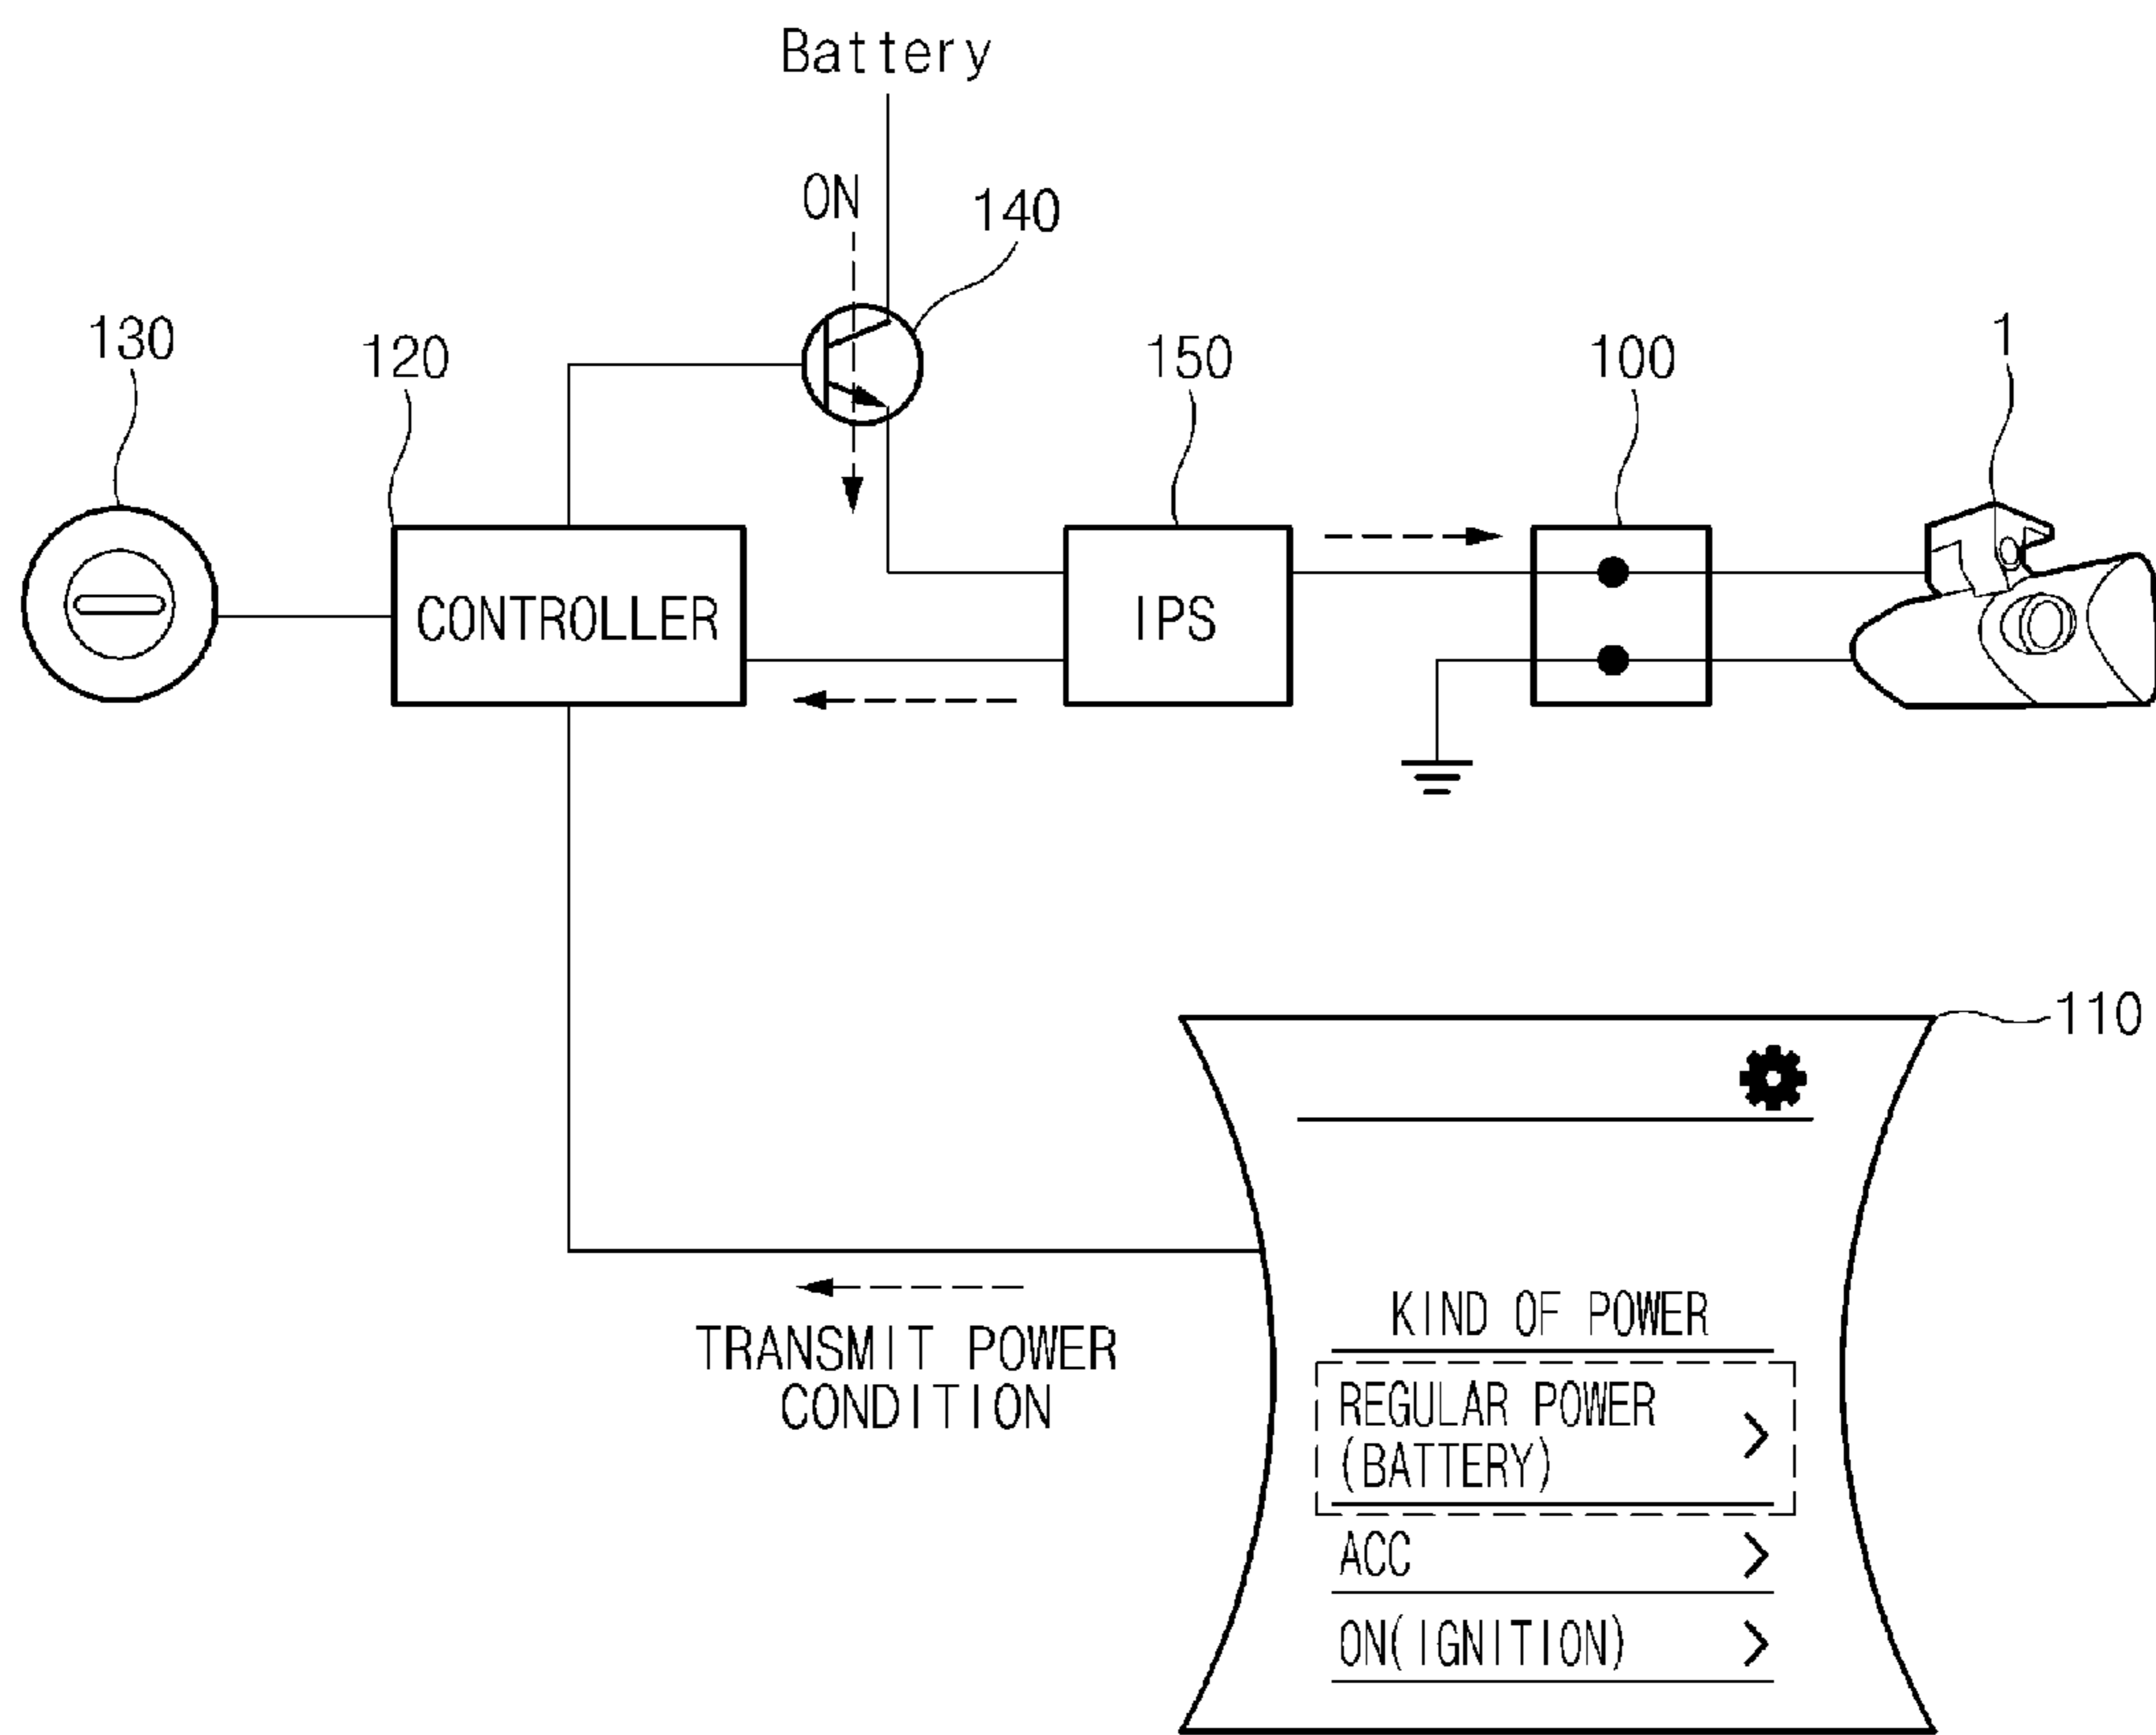 Battery
ON
140
130
120
150
100
1
CONTROLLER
IPS
110
KIND OF POWER
TRANSMIT POWER
CONDITION
REGULAR POWER
(BATTERY)
ACC
ON(IGNITION)